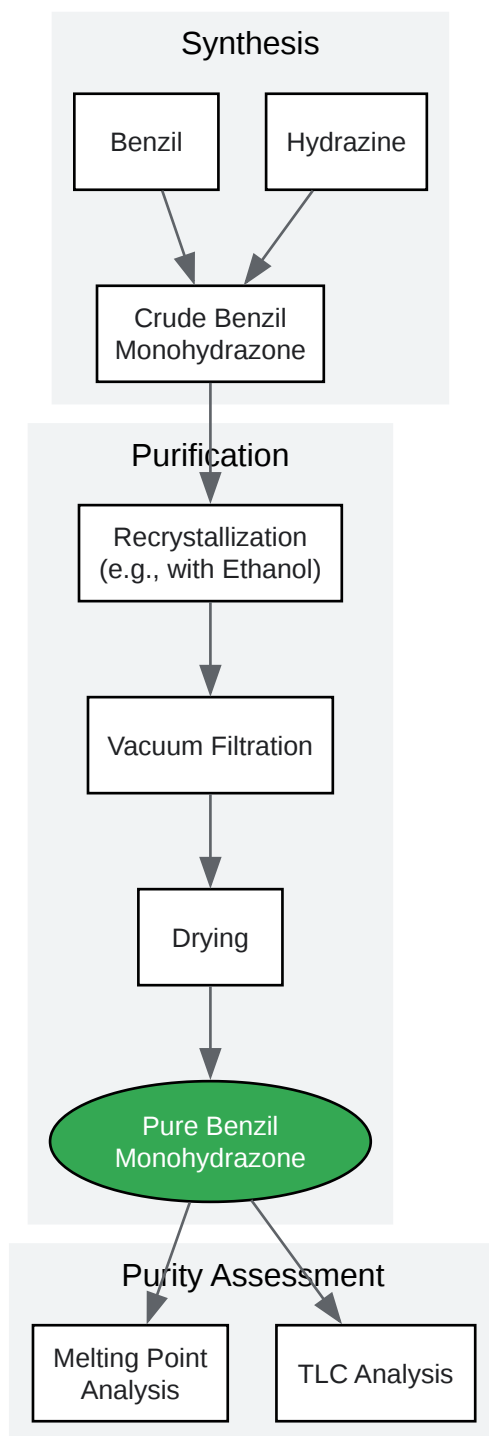 Synthesis
Benzil
Hydrazine
Crude Benzil
Monohydrazone
Purification
Recrystallization
(e.g., with Ethanol)
Vacuum Filtration
Drying
Pure Benzil
Monohydrazone
Purity Assessment
Melting Point
Analysis
TLC Analysis